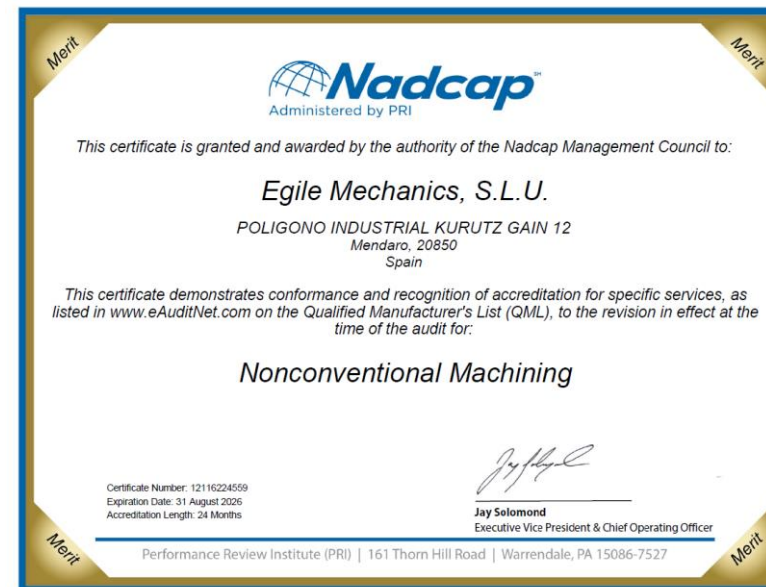 Merit
Merit
Nadcap℠
Administered by PRI
This certificate is granted and awarded by the authority of the Nadcap Management Council to:
Egile Mechanics, S.L.U.
POLIGONO INDUSTRIAL KURUTZ GAIN 12
Mendaro, 20850
Spain
This certificate demonstrates conformance and recognition of accreditation for specific services, as
listed in www.eAuditNet.com on the Qualified Manufacturer's List (QML), to the revision in effect at the
time of the audit for:
Nonconventional Machining
Certificate Number: 12116224559
Expiration Date: 31 August 2026
Accreditation Length: 24 Months
Jay Solomond
Executive Vice President & Chief Operating Officer
Merit
Merit
Performance Review Institute (PRI) | 161 Thorn Hill Road | Warrendale, PA 15086-7527